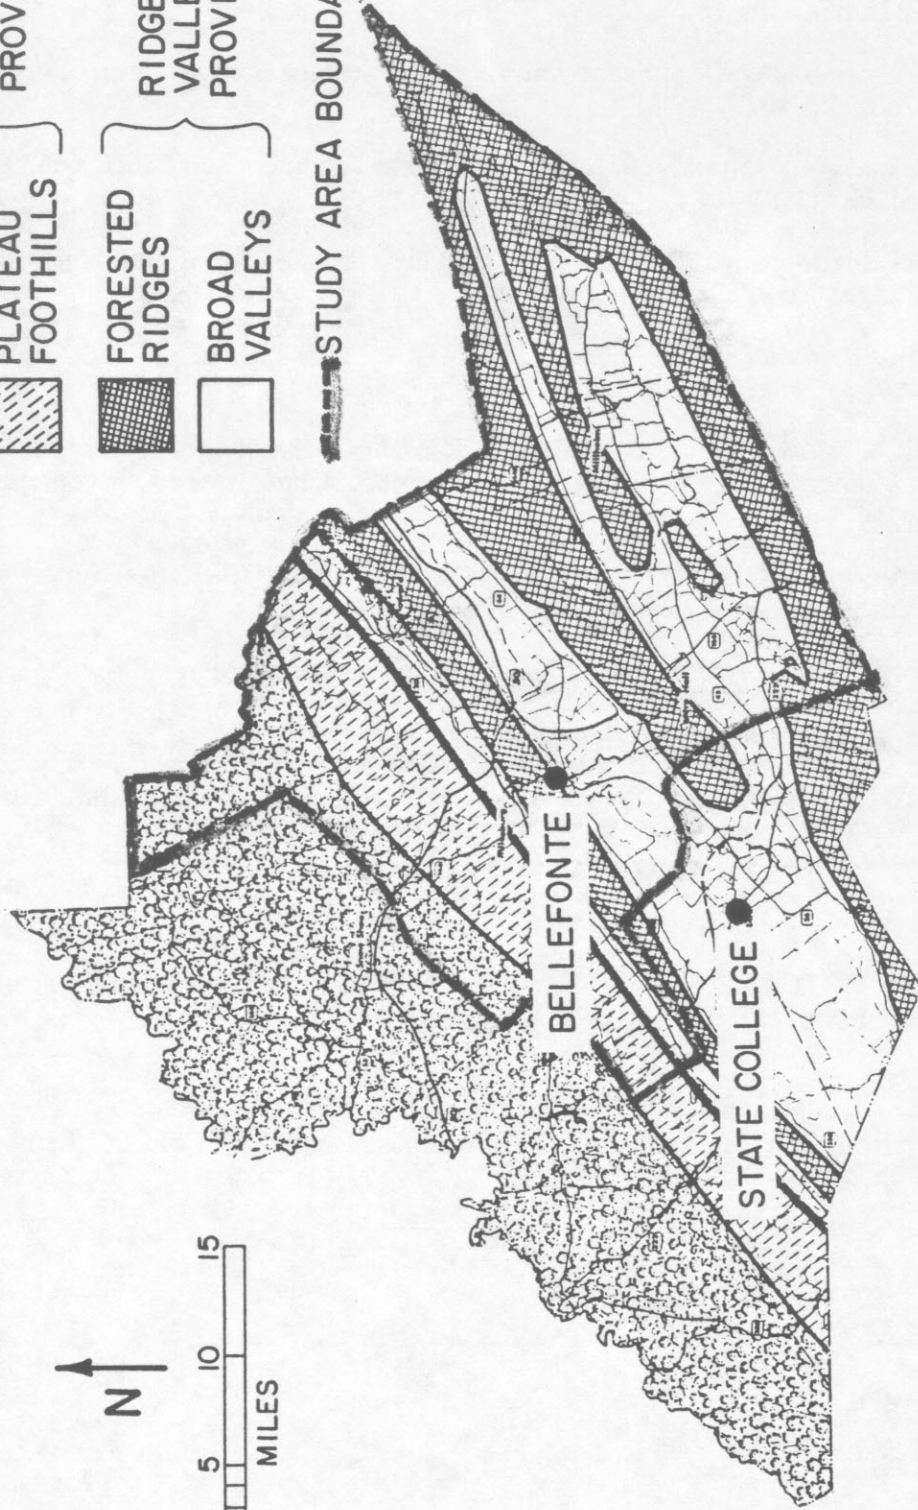 PROV
PLATEAU
FOOTHILLS
FORESTED
RIDGES
RIDGE
VALLE
PROVI
BROAD
VALLEYS
STUDY AREA BOUNDA
BELLEFONTE
STATE COLLEGE
N
5 10 15
MILES